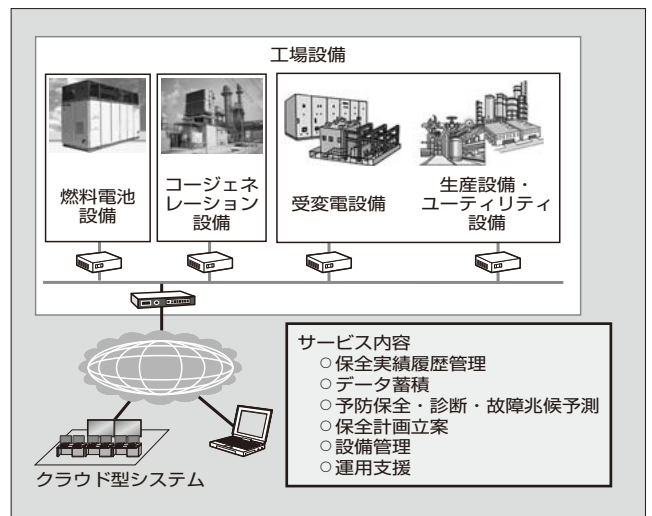 工場設備
燃料電池
設備
コージェネ
レーション
設備
受変電設備
生産設備・
ユーティリティ
設備
サービス内容
○保全実績履歴管理
○データ蓄積
○予防保全・診断・故障兆候予測
○保全計画立案
○設備管理
○運用支援
クラウド型システム